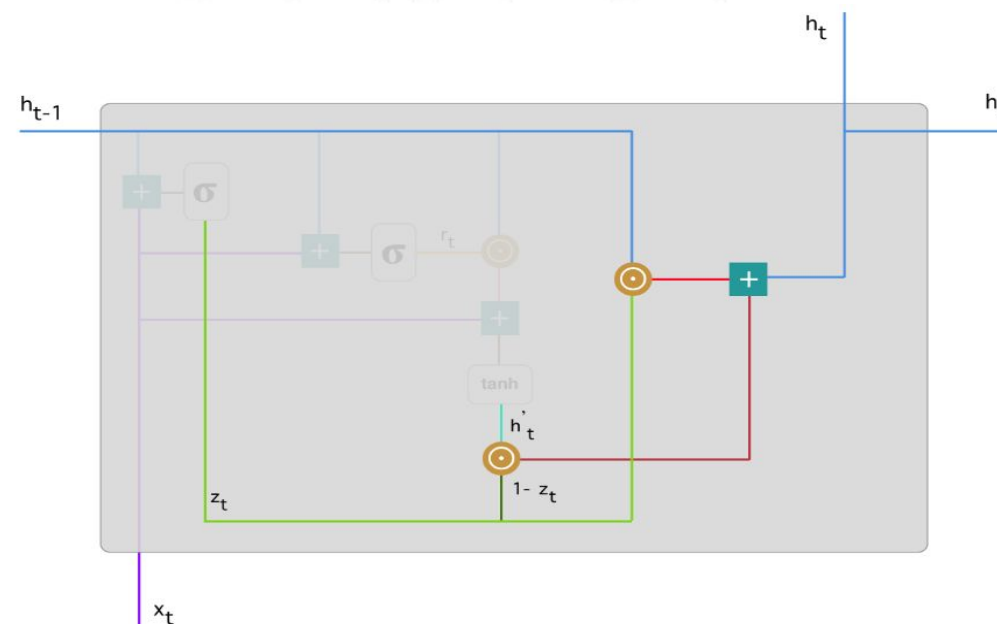 h_t
h_{t-1}
h
+
σ
+
σ
r_t
+
+
tanh
h'_t
1- z_t
z_t
x_t